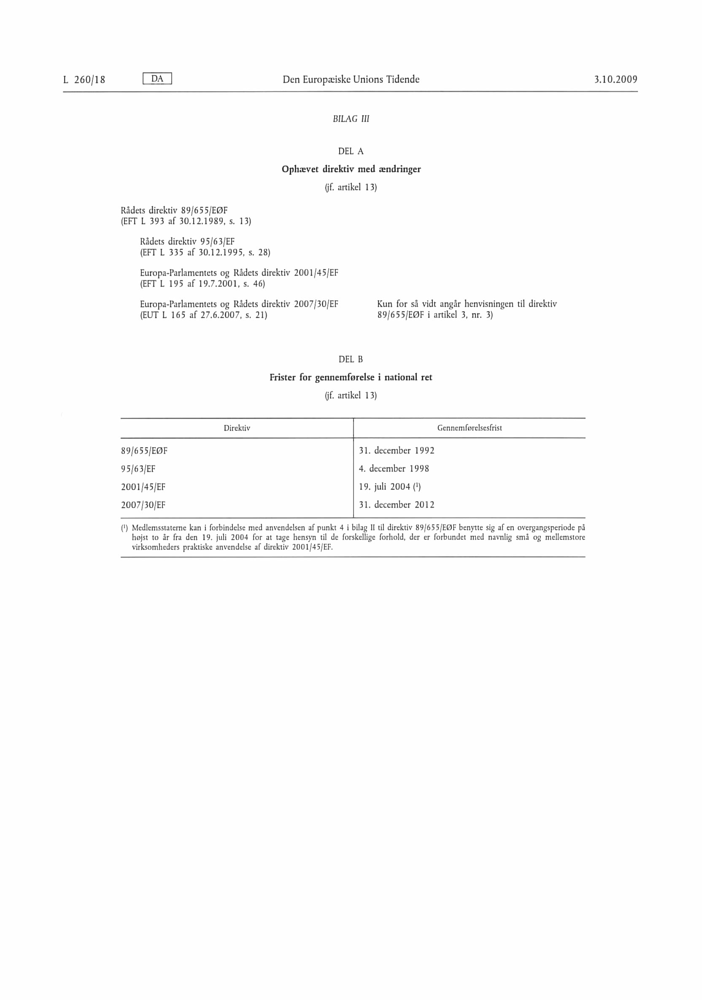 L 260/18 DA Den Europæiske Unions Tidende 3.10.2009
BILAG III
DEL A
Ophævet direktiv med ændringer
(jf. artikel 13)
Rådets direktiv 89/655/EØF
(EFT L 393 af 30.12.1989, s. 13)
Rådets direktiv 95/63/EF
(EFT L 335 af 30.12.1995, s. 28)
Europa-Parlamentets og Rådets direktiv 2001/45/EF
(EFT L 195 af 19.7.2001, s. 46)
Europa-Parlamentets og Rådets direktiv 2007/30/EF
(EUT L 165 af 27.6.2007, s. 21)
Kun for så vidt angår henvisningen til direktiv
89/655/EØF i artikel 3, nr. 3)
DEL B
Frister for gennemførelse i national ret
(jf. artikel 13)
Direktiv Gennemførelsesfrist
89/655/EØF 31. december 1992
95/63/EF 4. december 1998
2001/45/EF 19. juli 2004 (¹)
2007/30/EF 31. december 2012
(¹) Medlemsstaterne kan i forbindelse med anvendelsen af punkt 4 i bilag II til direktiv 89/655/EØF benytte sig af en overgangsperiode på
højst to år fra den 19. juli 2004 for at tage hensyn til de forskellige forhold, der er forbundet med navnlig små og mellemstore
virksomheders praktiske anvendelse af direktiv 2001/45/EF.